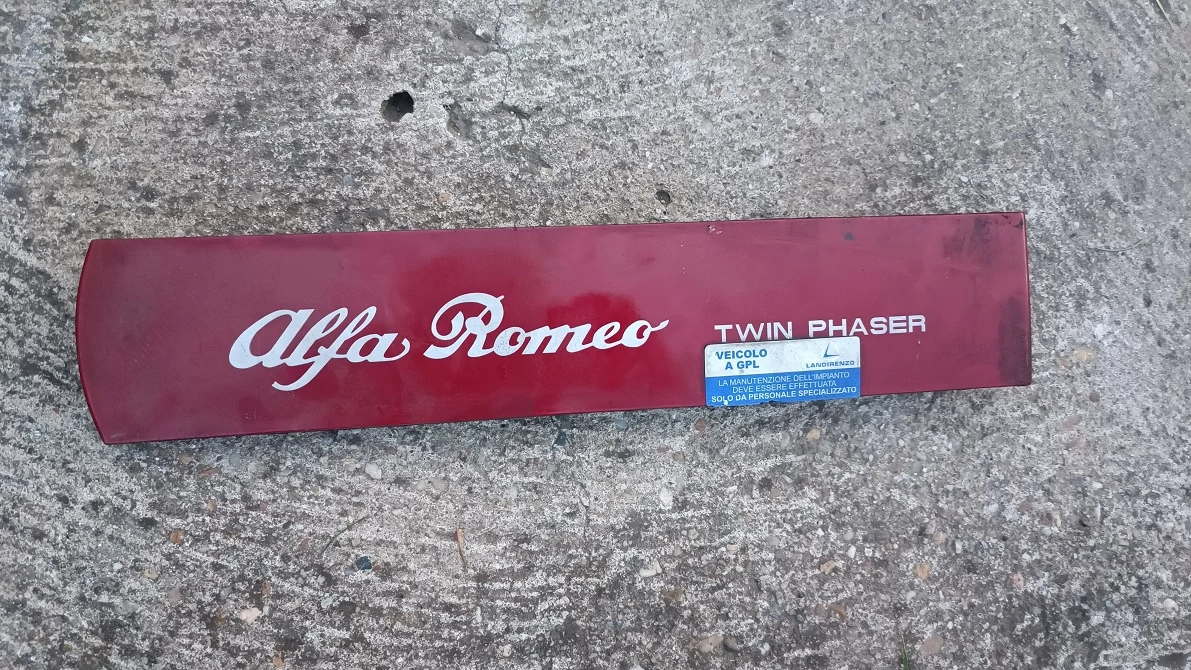 Alfa Romeo
TWIN PHASER
VEICOLO
A GPL
LANDIRENZO
LA MANUTENZIONE DELL'IMPIANTO
DEVE ESSERE EFFETTUATA
SOLO DA PERSONALE SPECIALIZZATO